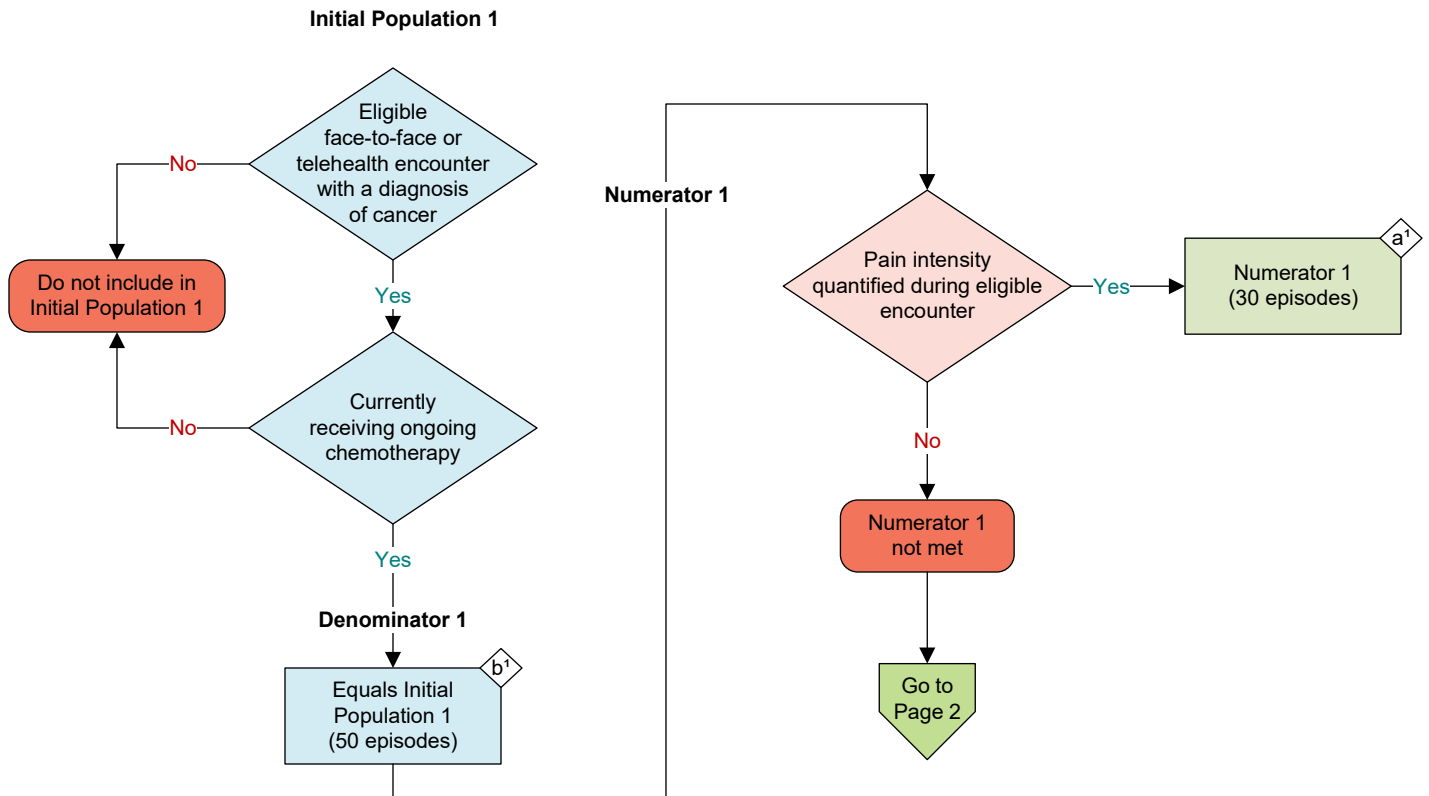 Initial Population 1
Eligible
face-to-face or
telehealth encounter
with a diagnosis
of cancer
No
Do not include in
Initial Population 1
Yes
Currently
receiving ongoing
chemotherapy
No
Yes
Denominator 1
b¹
Equals Initial
Population 1
(50 episodes)
Numerator 1
Pain intensity
quantified during eligible
encounter
Yes
a¹
Numerator 1
(30 episodes)
No
Numerator 1
not met
Go to
Page 2